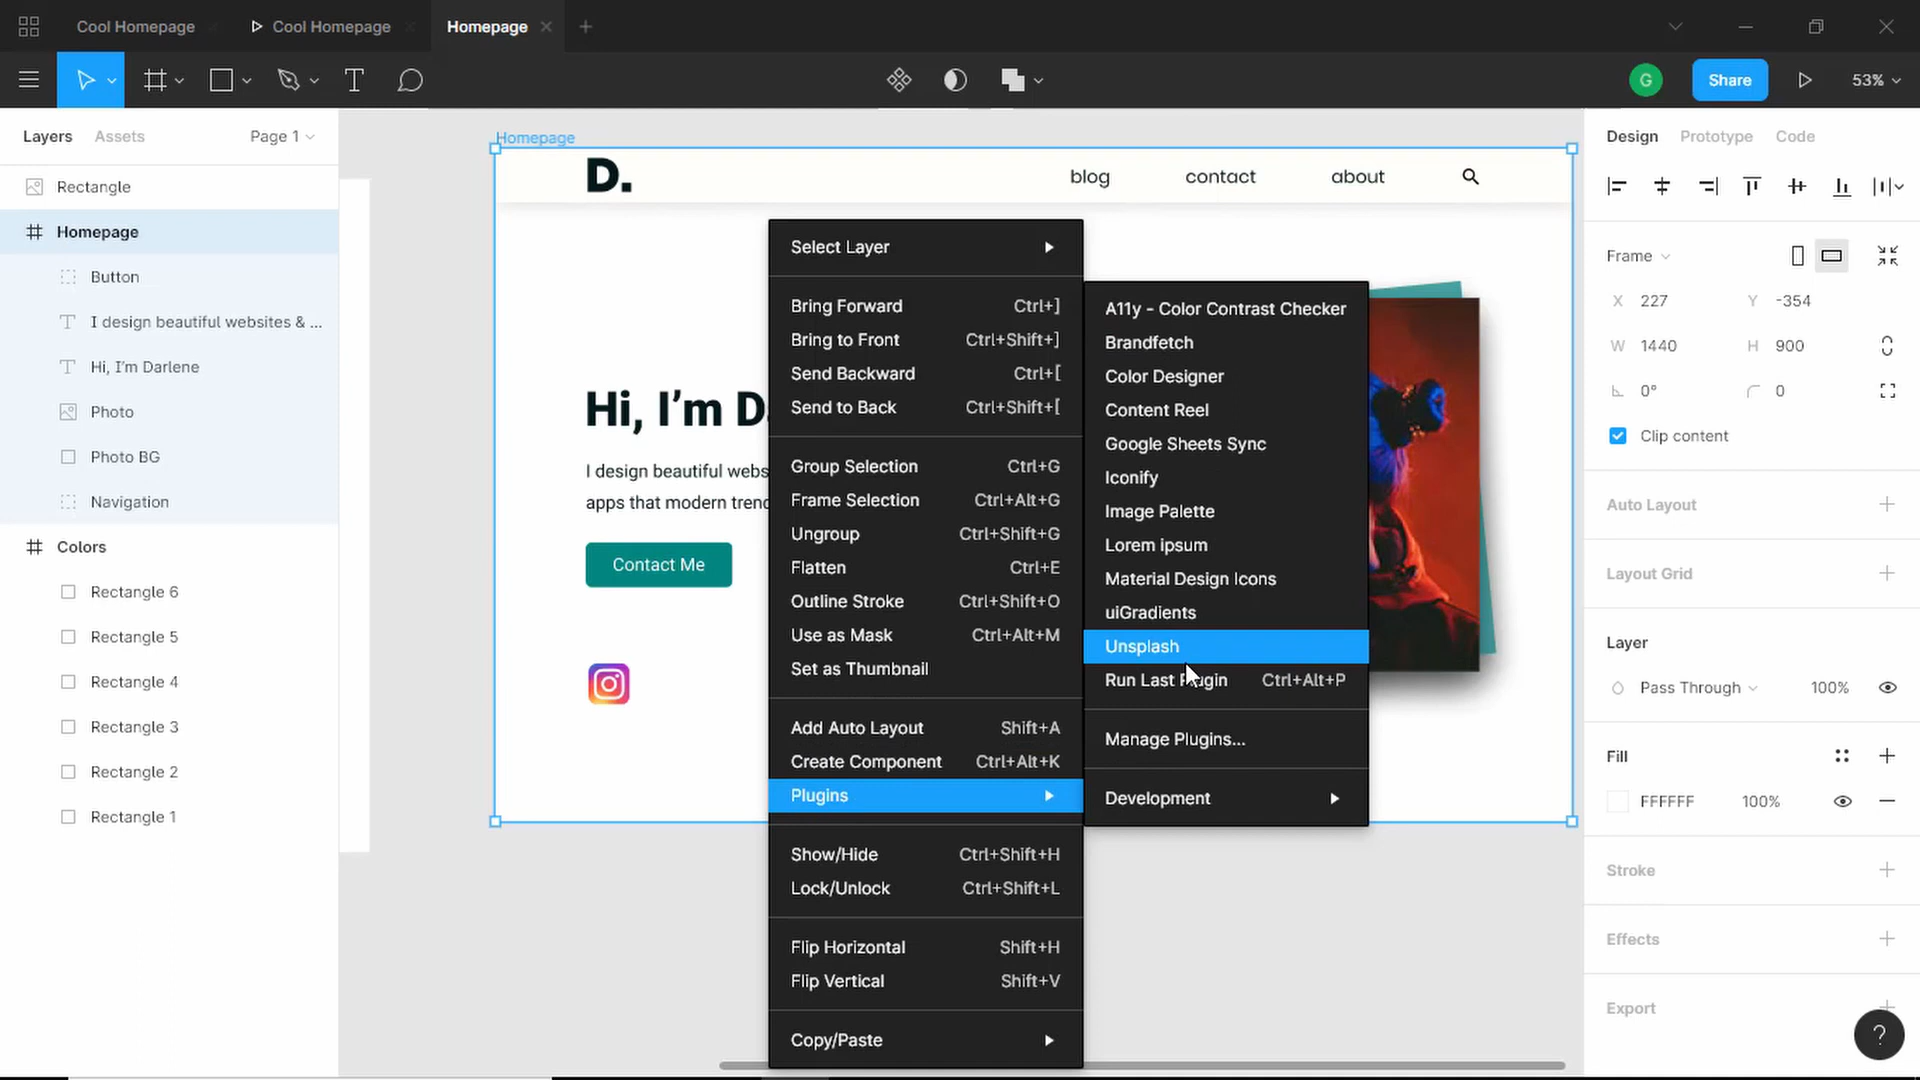 Cool Homepage
Cool Homepage
Homepage
G
Share
53%
Layers
Assets
Page 1
Rectangle
Homepage
Button
I design beautiful websites & ...
Hi, I'm Darlene
Photo
Photo BG
Navigation
Colors
Rectangle 6
Rectangle 5
Rectangle 4
Rectangle 3
Rectangle 2
Rectangle 1
Homepage
D.
blog
contact
about
Hi, I'm D
I design beautiful webs
apps that modern trend
Contact Me
Select Layer
Bring Forward Ctrl+]
Bring to Front Ctrl+Shift+]
Send Backward Ctrl+[
Send to Back Ctrl+Shift+[
Group Selection Ctrl+G
Frame Selection Ctrl+Alt+G
Ungroup Ctrl+Shift+G
Flatten Ctrl+E
Outline Stroke Ctrl+Shift+O
Use as Mask Ctrl+Alt+M
Set as Thumbnail
Add Auto Layout Shift+A
Create Component Ctrl+Alt+K
Plugins
Show/Hide Ctrl+Shift+H
Lock/Unlock Ctrl+Shift+L
Flip Horizontal Shift+H
Flip Vertical Shift+V
Copy/Paste
A11y - Color Contrast Checker
Brandfetch
Color Designer
Content Reel
Google Sheets Sync
Iconify
Image Palette
Lorem ipsum
Material Design Icons
uiGradients
Unsplash
Run Last Plugin Ctrl+Alt+P
Manage Plugins...
Development
Design
Prototype
Code
Frame
X 227 Y -354
W 1440 H 900
0° 0
Clip content
Auto Layout
Layout Grid
Layer
Pass Through 100%
Fill
FFFFFF 100%
Stroke
Effects
Export
?